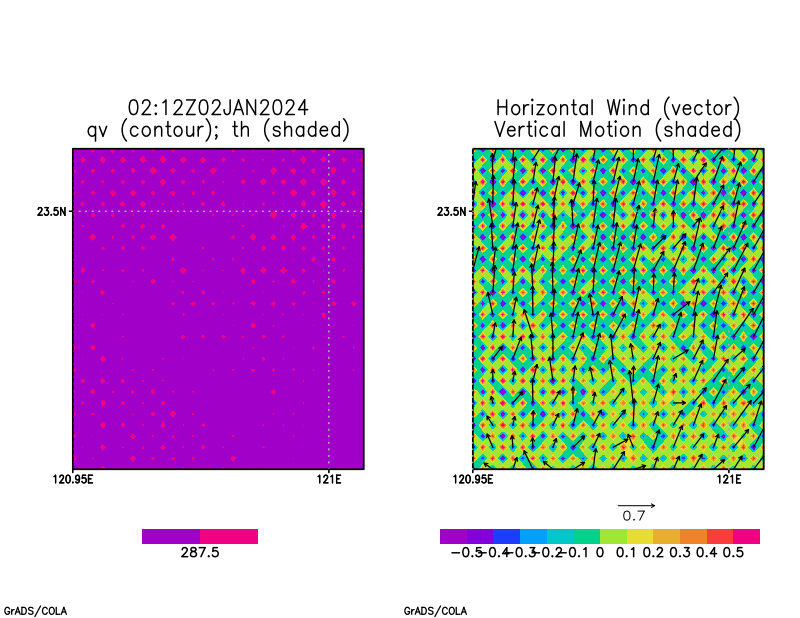 02:12Z02JAN2024
qv (contour); th (shaded)
23.5N
120.95E
121E
287.5
Horizontal Wind (vector)
Vertical Motion (shaded)
23.5N
120.95E
121E
0.7
-0.5 -0.4 -0.3 -0.2 -0.1 0 0.1 0.2 0.3 0.4 0.5
GrADS/COLA
GrADS/COLA